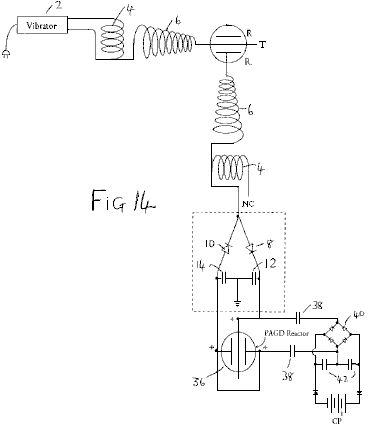 2
Vibrator
4
6
R
T
R
6
4
NC
Fig 14
10
8
14
12
38
40
+
PAGD Reactor
+
+
36
38
42
CP